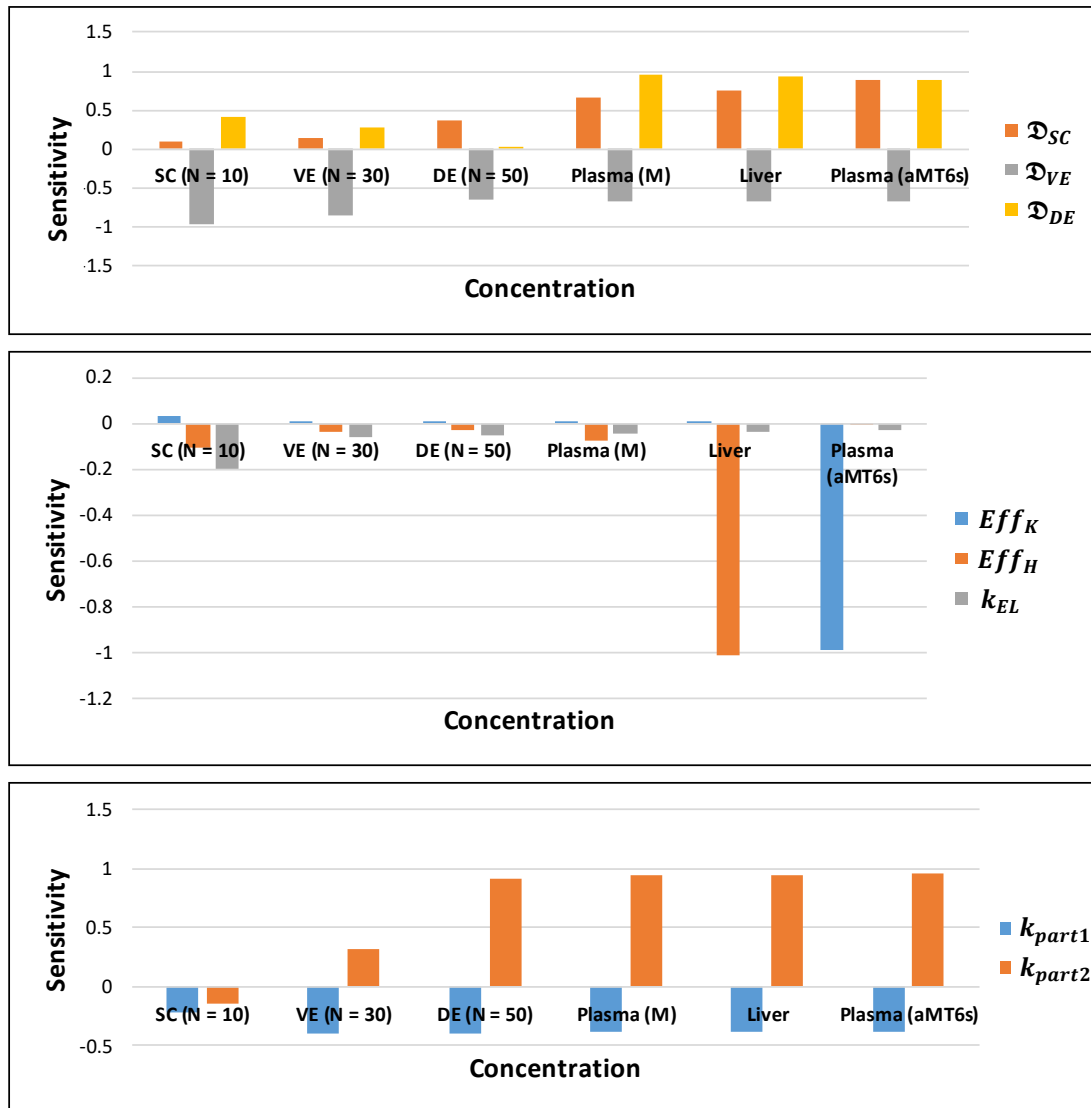 1.5
1
0.5
0
-0.5
-1
-1.5
Sensitivity
SC (N = 10)
VE (N = 30)
DE (N = 50)
Plasma (M)
Liver
Plasma (aMT6s)
Concentration
𝔇SC
𝔇VE
𝔇DE
0.2
0
-0.2
-0.4
-0.6
-0.8
-1
-1.2
Sensitivity
SC (N = 10)
VE (N = 30)
DE (N = 50)
Plasma (M)
Liver
Plasma
(aMT6s)
Concentration
EffK
EffH
kEL
1.5
1
0.5
0
-0.5
Sensitivity
SC (N = 10)
VE (N = 30)
DE (N = 50)
Plasma (M)
Liver
Plasma (aMT6s)
Concentration
kpart1
kpart2